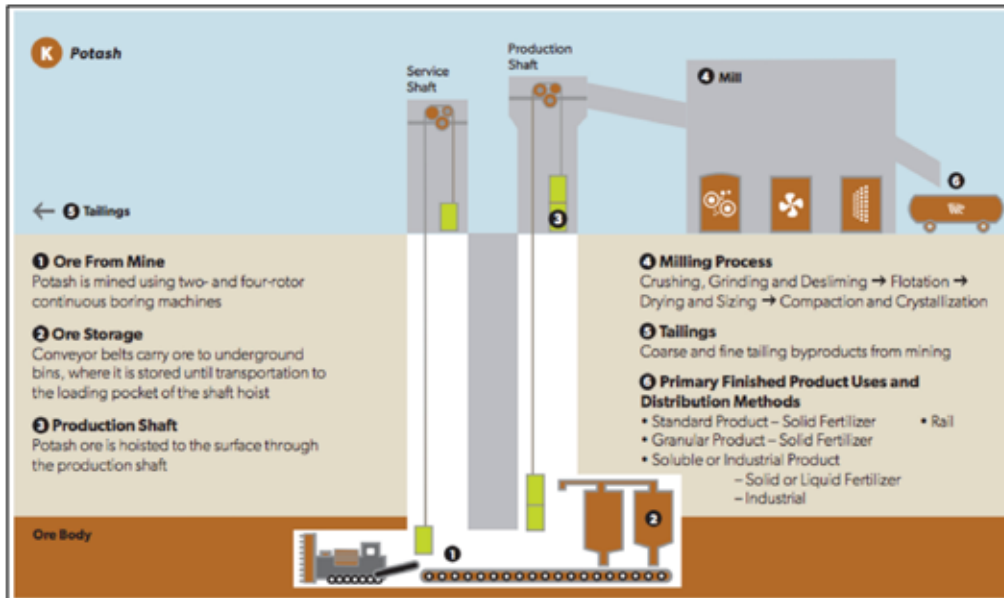 K Potash
Service
Shaft
Production
Shaft
4 Mill
6
3
← 5 Tailings
1 Ore From Mine
Potash is mined using two- and four-rotor
continuous boring machines
2 Ore Storage
Conveyor belts carry ore to underground
bins, where it is stored until transportation to
the loading pocket of the shaft hoist
3 Production Shaft
Potash ore is hoisted to the surface through
the production shaft
4 Milling Process
Crushing, Grinding and Desliming → Flotation →
Drying and Sizing → Compaction and Crystallization
5 Tailings
Coarse and fine tailing byproducts from mining
6 Primary Finished Product Uses and
Distribution Methods
• Standard Product – Solid Fertilizer • Rail
• Granular Product – Solid Fertilizer
• Soluble or Industrial Product
– Solid or Liquid Fertilizer
– Industrial
2
Ore Body
1